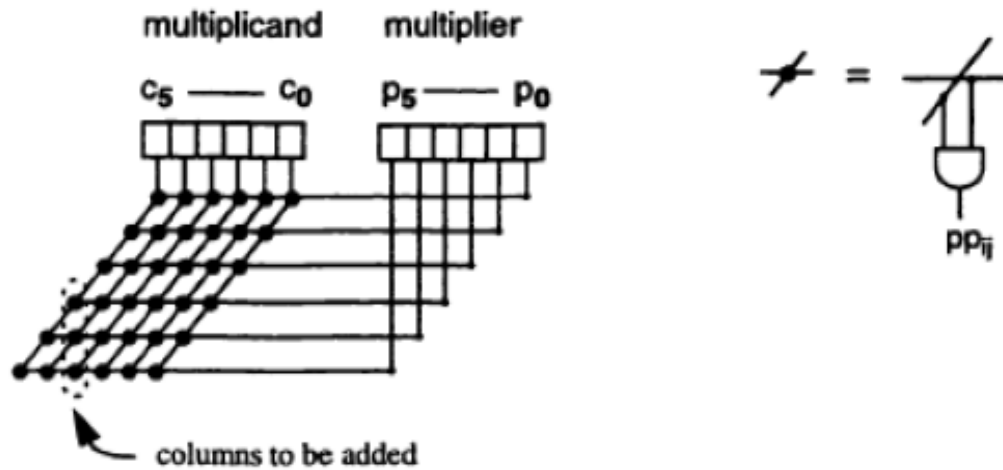 multiplicand multiplier
c5 c0 p5 p0
=
ppij
columns to be added